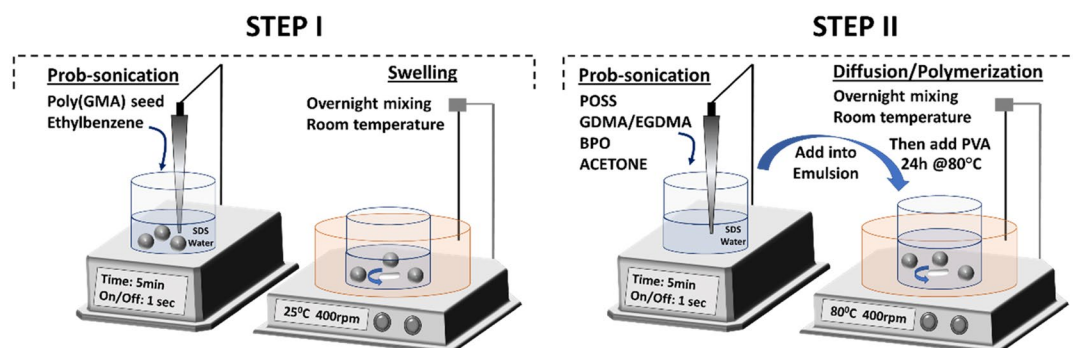 STEP I
Prob-sonication
Poly(GMA) seed
Ethylbenzene
SDS
Water
Time: 5min
On/Off: 1 sec
Swelling
Overnight mixing
Room temperature
25⁰C 400rpm
STEP II
Prob-sonication
POSS
GDMA/EGDMA
BPO
ACETONE
SDS
Water
Time: 5min
On/Off: 1 sec
Add into
Emulsion
Diffusion/Polymerization
Overnight mixing
Room temperature
Then add PVA
24h @80°C
80⁰C 400rpm